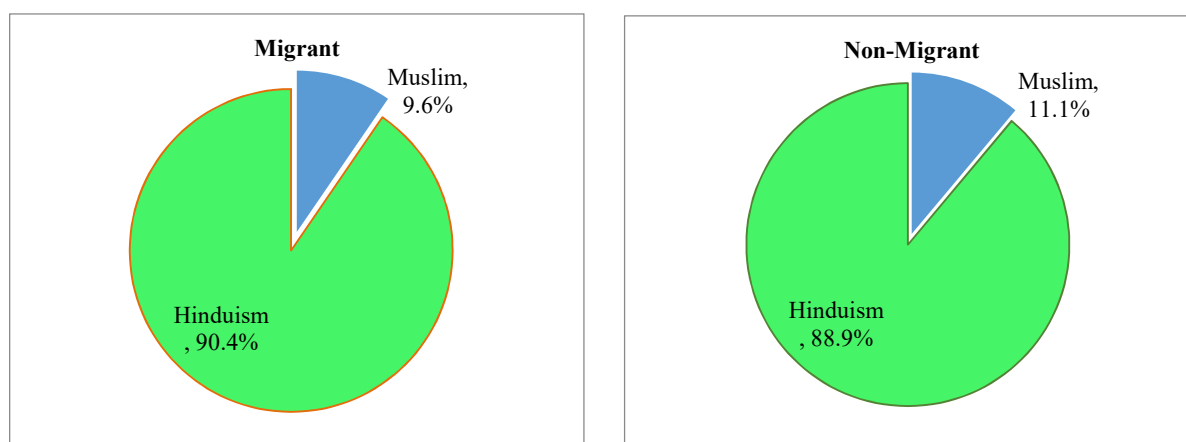 Migrant
Muslim,
9.6%
Hinduism
, 90.4%
Non-Migrant
Muslim,
11.1%
Hinduism
, 88.9%